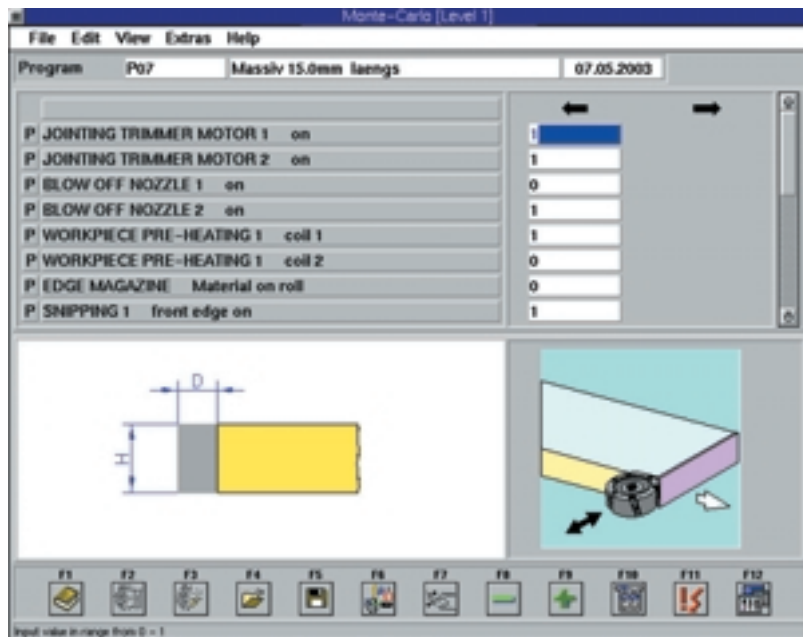 Monte-Carlo [Level 1]
File Edit View Extras Help
Program P07 Massiv 15.0mm laengs 07.05.2003
P JOINTING TRIMMER MOTOR 1 on 1
P JOINTING TRIMMER MOTOR 2 on 1
P BLOW OFF NOZZLE 1 on 0
P BLOW OFF NOZZLE 2 on 1
P WORKPIECE PRE-HEATING 1 coil 1 1
P WORKPIECE PRE-HEATING 1 coil 2 0
P EDGE MAGAZINE Material on roll 0
P SNIPPING 1 front edge on 1
D
H
F1 F2 F3 F4 F5 F6 F7 F8 F9 F10 F11 F12
Input value in range from 0 - 1